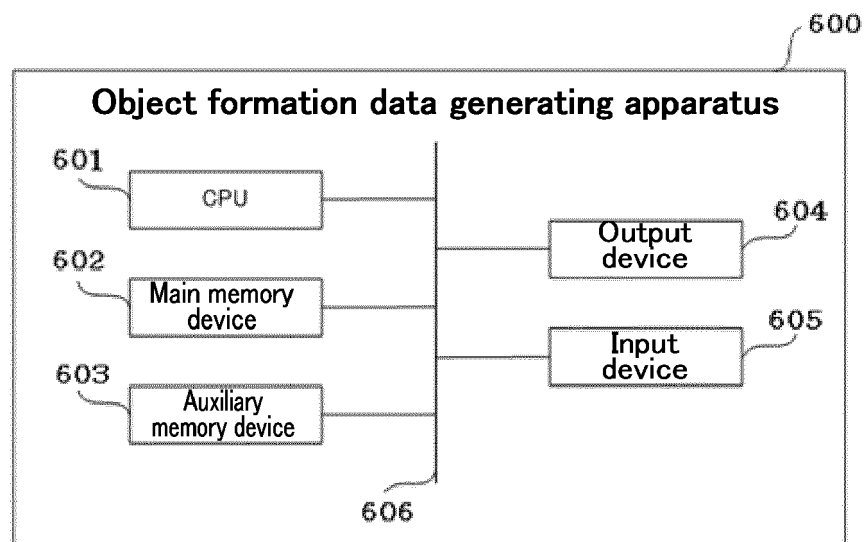 600
Object formation data generating apparatus
601
CPU
602
Main memory
device
603
Auxiliary
memory device
604
Output
device
605
Input
device
606